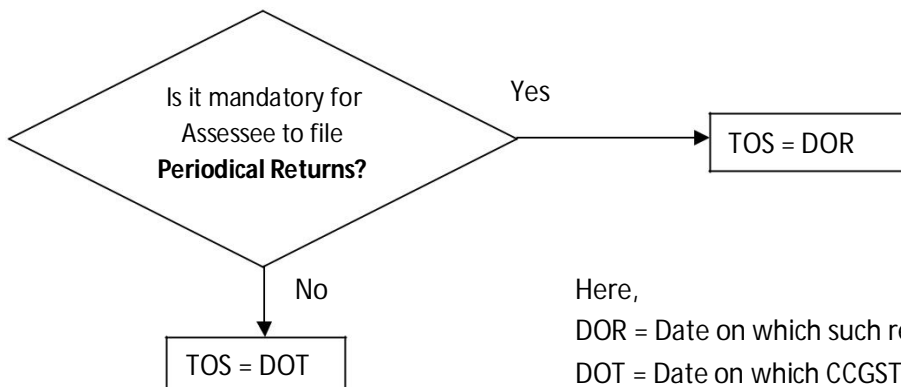 Is it mandatory for
Assessee to file
Periodical Returns?
Yes
TOS = DOR
No
TOS = DOT
Here,
DOR = Date on which such
DOT = Date on which CCGST